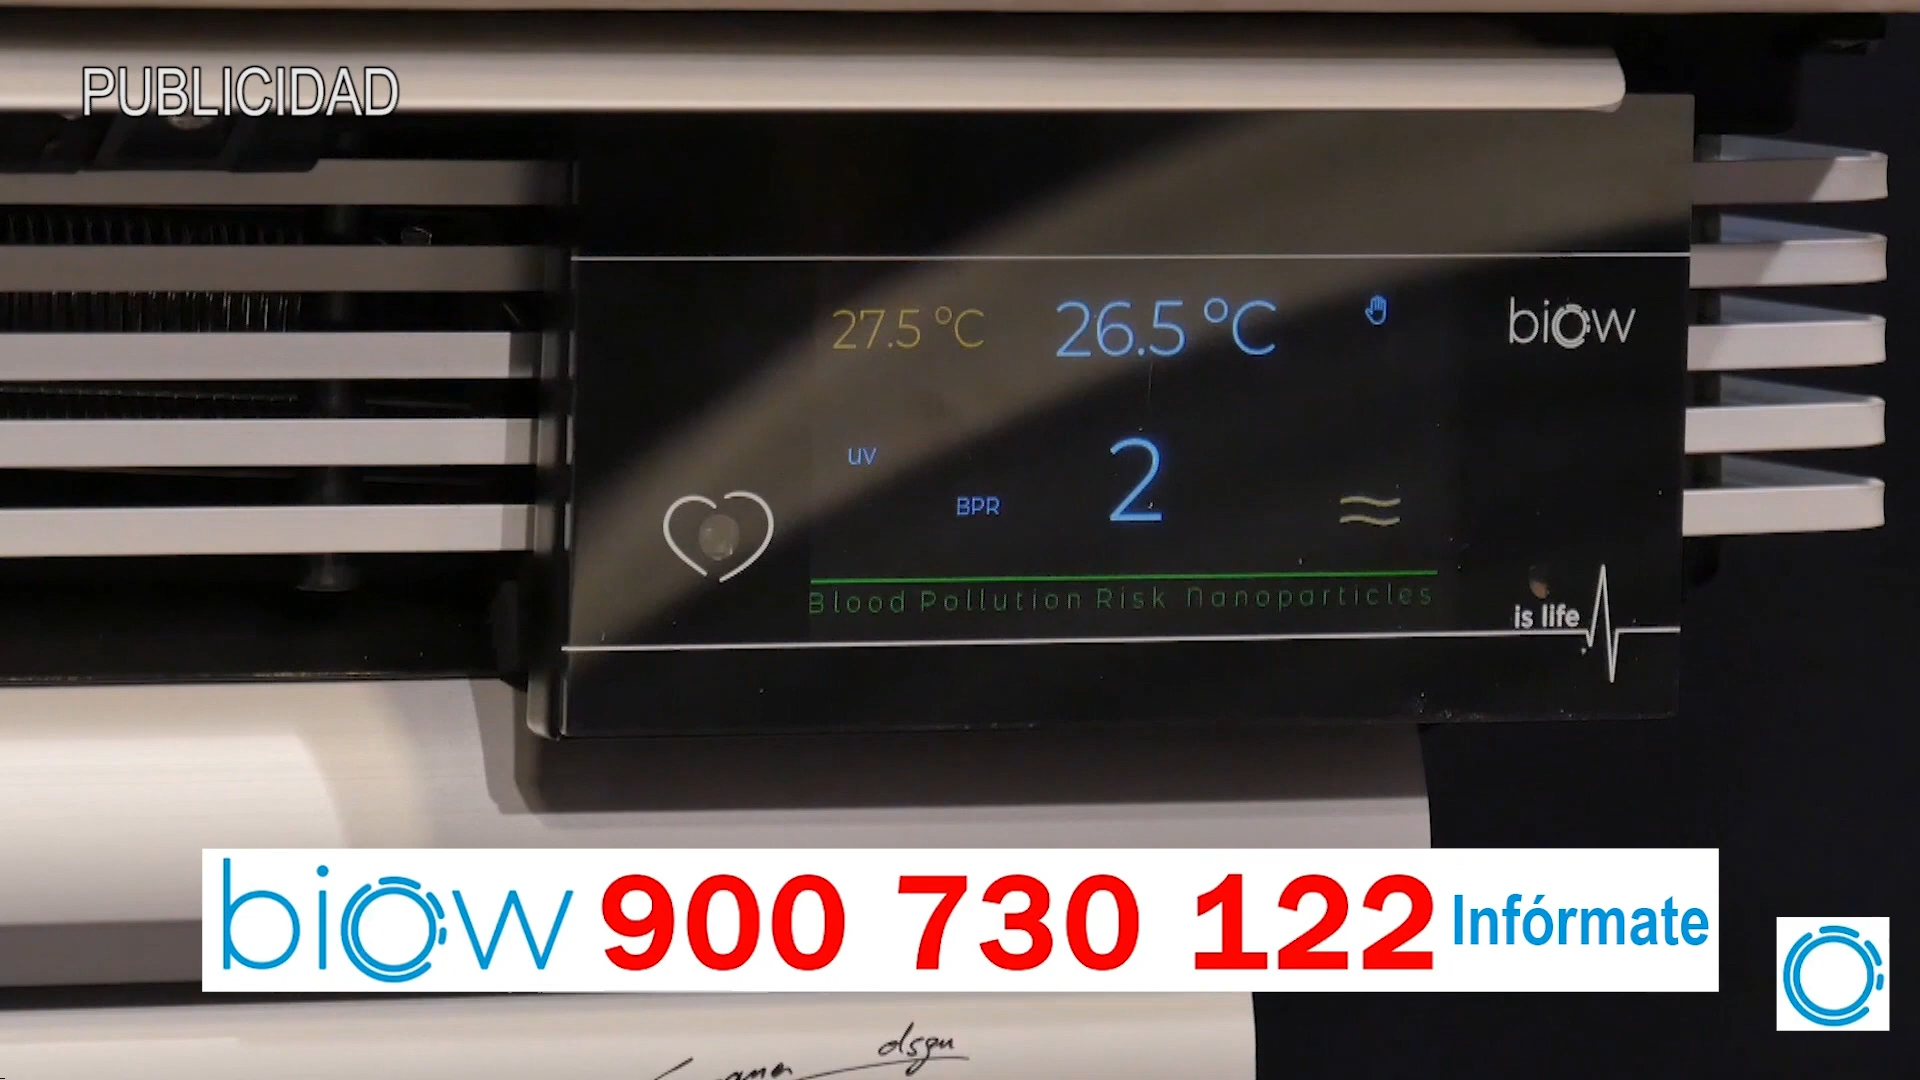 PUBLICIDAD
27.5 °C 26.5 °C
biow
UV
BPR 2
Blood Pollution Risk Nanoparticles
is life
biow 900 730 122 Infórmate